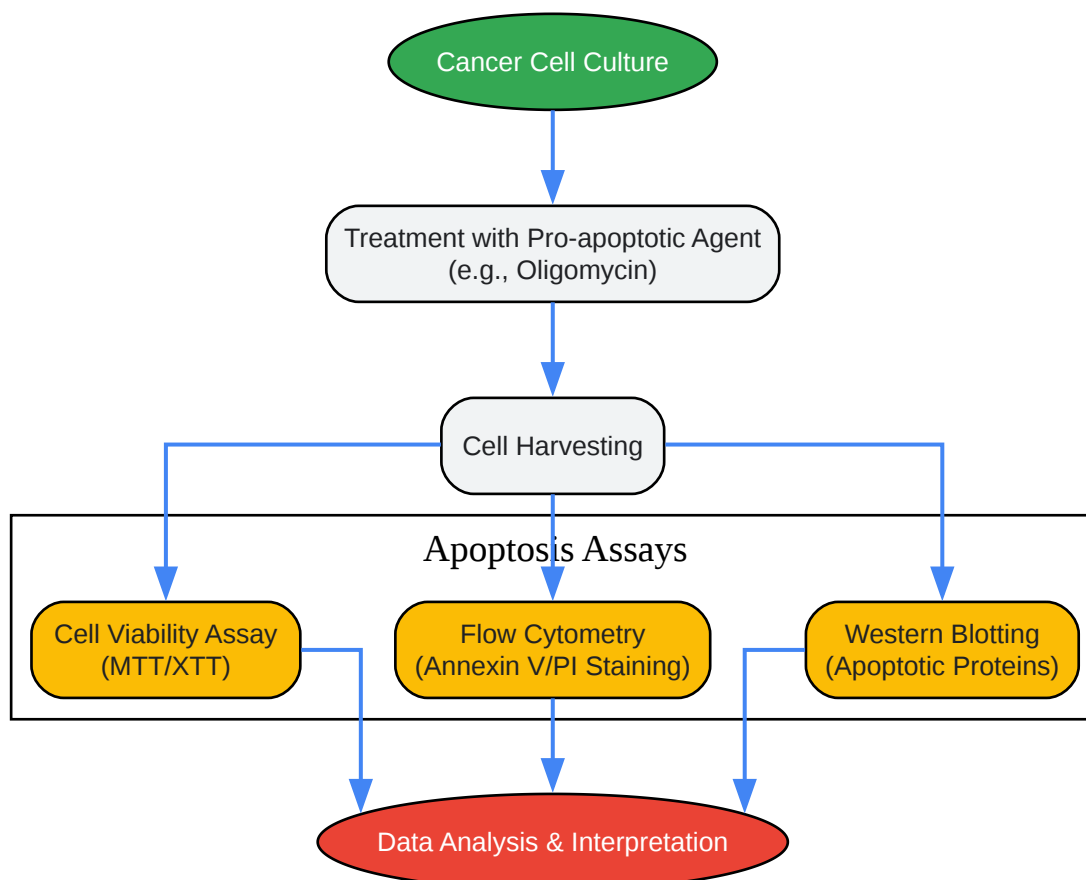 Cancer Cell Culture
Treatment with Pro-apoptotic Agent
(e.g., Oligomycin)
Cell Harvesting
Apoptosis Assays
Cell Viability Assay
(MTT/XTT)
Flow Cytometry
(Annexin V/PI Staining)
Western Blotting
(Apoptotic Proteins)
Data Analysis & Interpretation